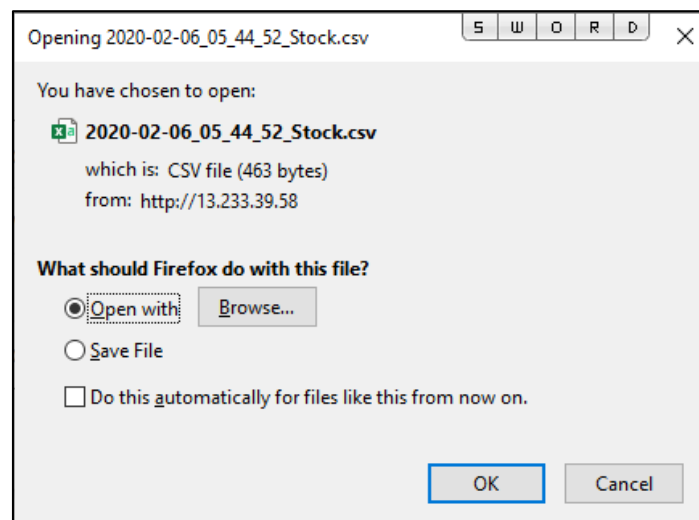 Opening 2020-02-06_05_44_52_Stock.csv
S W O R D
You have chosen to open:
2020-02-06_05_44_52_Stock.csv
which is: CSV file (463 bytes)
from: http://13.233.39.58
What should Firefox do with this file?
Open with Browse...
Save File
Do this automatically for files like this from now on.
OK Cancel